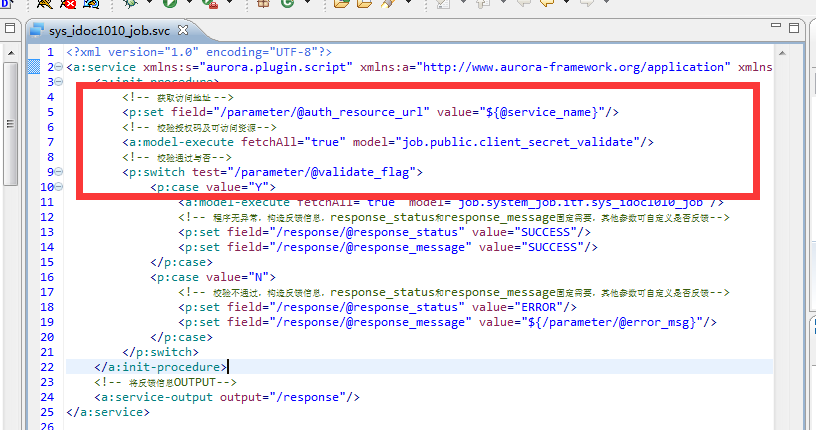 sys_idoc1010_job.svc
1 <?xml version="1.0" encoding="UTF-8"?>
2 <a:service xmlns:s="aurora.plugin.script" xmlns:a="http://www.aurora-framework.org/application" xmlns
3 <a:init-procedure>
4 <!-- 获取访问地址-->
5 <p:set field="/parameter/@auth_resource_url" value="${@service_name}"/>
6 <!-- 校验授权码及可访问资源-->
7 <a:model-execute fetchAll="true" model="job.public.client_secret_validate"/>
8 <!-- 校验通过与否-->
9 <p:switch test="/parameter/@validate_flag">
10 <p:case value="Y">
11 <a:model-execute fetchAll="true" model="job.system_job.itf.sys_idoc1010_job"/>
12 <!-- 程序无异常，构造反馈信息，response_status和response_message固定需要，其他参数可自定义是否反馈-->
13 <p:set field="/response/@response_status" value="SUCCESS"/>
14 <p:set field="/response/@response_message" value="SUCCESS"/>
15 </p:case>
16 <p:case value="N">
17 <!-- 校验不通过，构造反馈信息，response_status和response_message固定需要，其他参数可自定义是否反馈-->
18 <p:set field="/response/@response_status" value="ERROR"/>
19 <p:set field="/response/@response_message" value="${/parameter/@error_msg}"/>
20 </p:case>
21 </p:switch>
22 </a:init-procedure>
23 <!-- 将反馈信息OUTPUT-->
24 <a:service-output output="/response"/>
25 </a:service>